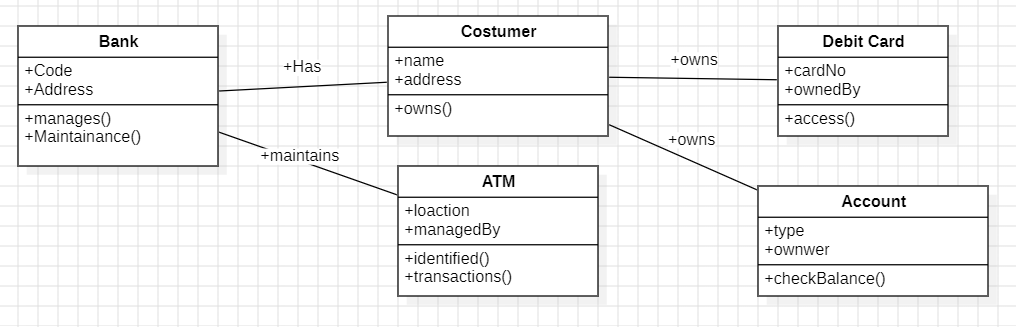 Bank
+Code
+Address
+manages()
+Maintainance()
+Has
Costumer
+name
+address
+owns()
+owns
Debit Card
+cardNo
+ownedBy
+access()
+maintains
ATM
+loaction
+managedBy
+identified()
+transactions()
+owns
Account
+type
+ownwer
+checkBalance()